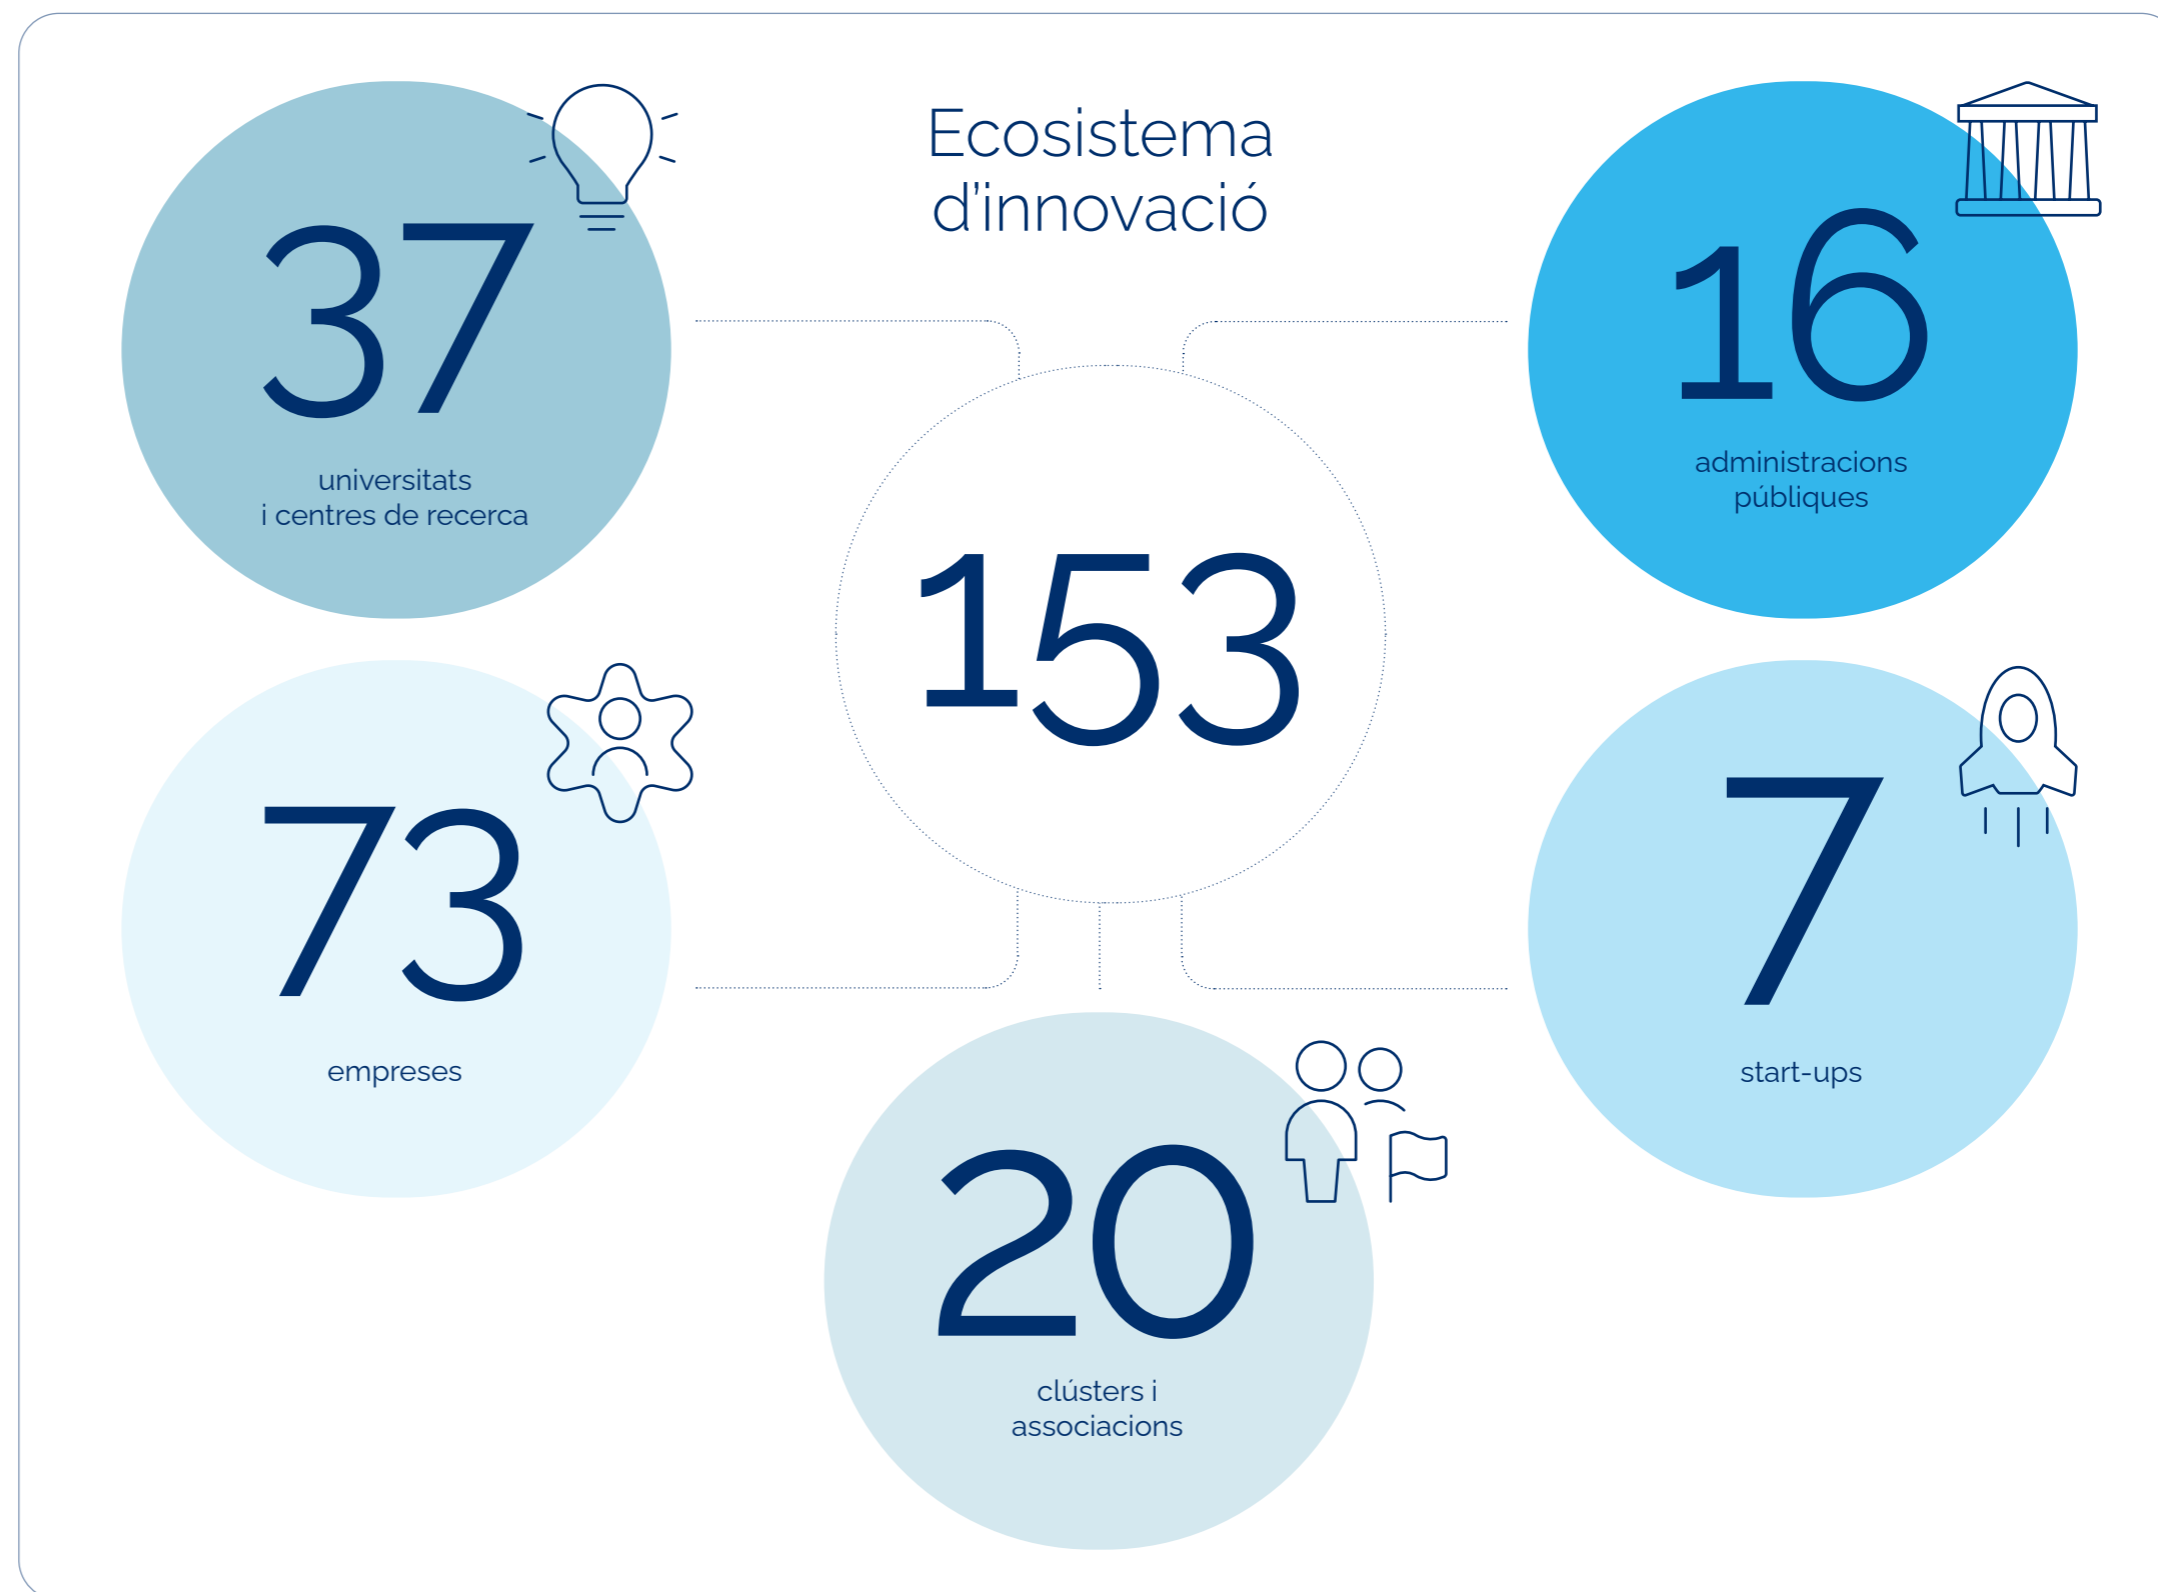 Ecosistema
d’innovació
37
universitats
i centres de recerca
16
administracions
públiques
153
73
empreses
7
start-ups
20
clústers i
associacions